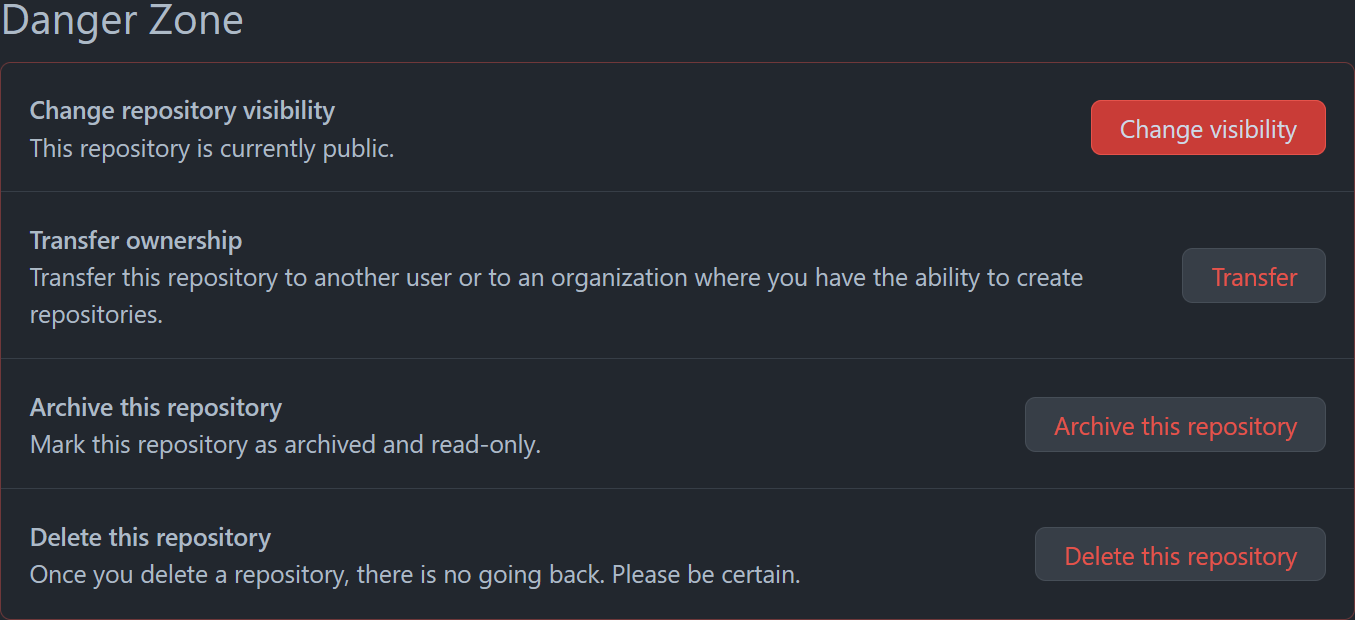 Danger Zone
Change repository visibility
This repository is currently public.
Change visibility
Transfer ownership
Transfer this repository to another user or to an organization where you have the ability to create
repositories.
Transfer
Archive this repository
Mark this repository as archived and read-only.
Archive this repository
Delete this repository
Once you delete a repository, there is no going back. Please be certain.
Delete this repository